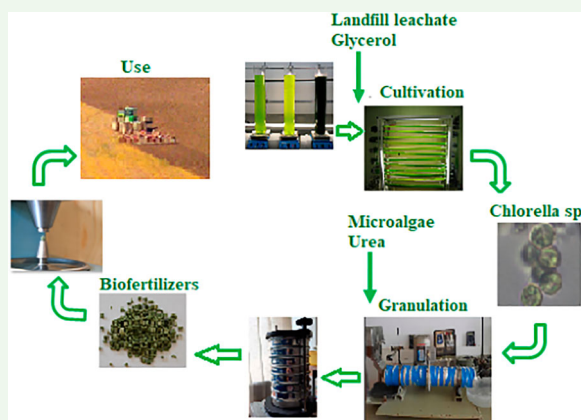 Landfill leachate
Glycerol
Use
Cultivation
Chlorella sp
Microalgae
Urea
Biofertilizers
Granulation